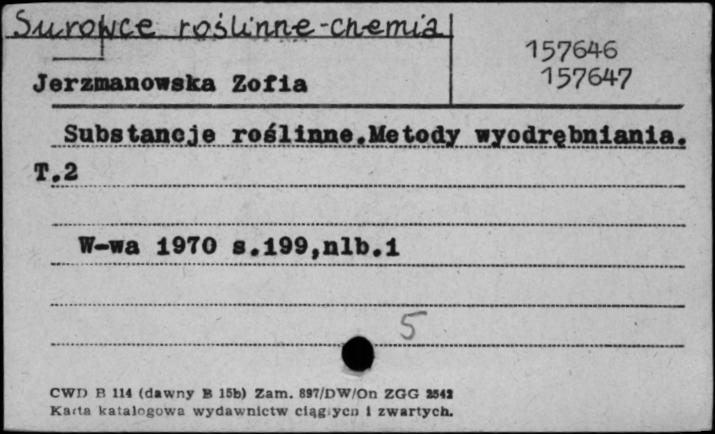 Surowce roślinne-chemia
157646
157647
Jerzmanowska Zofia
Substancje roślinne.Metody wyodrębniania.
T.2
W-wa 1970 s.199,nlb.1
5
CWD B 114 (dawny B 15b) Zam. 897/DW/On ZGG 2542
Karta katalogowa wydawnictw ciągłych i zwartych.